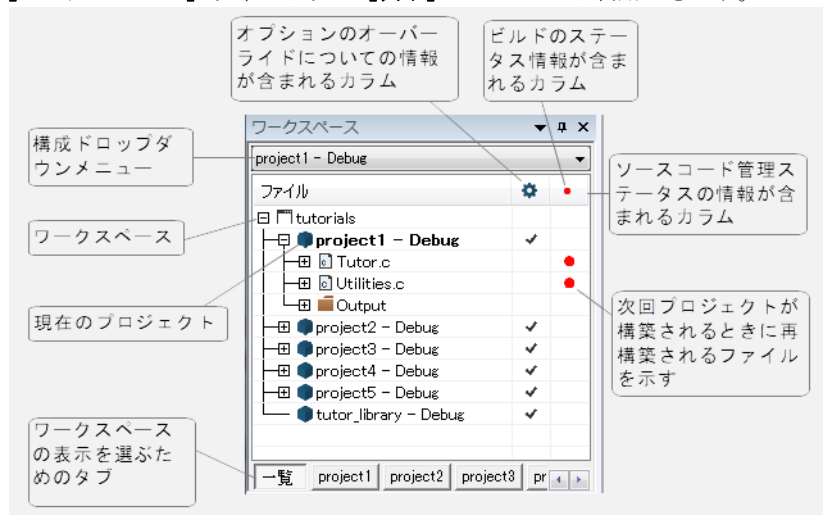 オプションのオーバー
ライドについての情報
が含まれるカラム
ビルドのステー
タス情報が含ま
れるカラム
構成ドロップダ
ウンメニュー
ワークスペース
現在のプロジェクト
ワークスペース
の表示を選ぶた
めのタブ
ワークスペース
project1 - Debug
ファイル
tutorials
project1 - Debug
Tutor.c
Utilities.c
Output
project2 - Debug
project3 - Debug
project4 - Debug
project5 - Debug
tutor_library - Debug
一覧 project1 project2 project3 pr
ソースコード管理ス
テータスの情報が含
まれるカラム
次回プロジェクトが
構築されるときに再
構築されるファイル
を示す